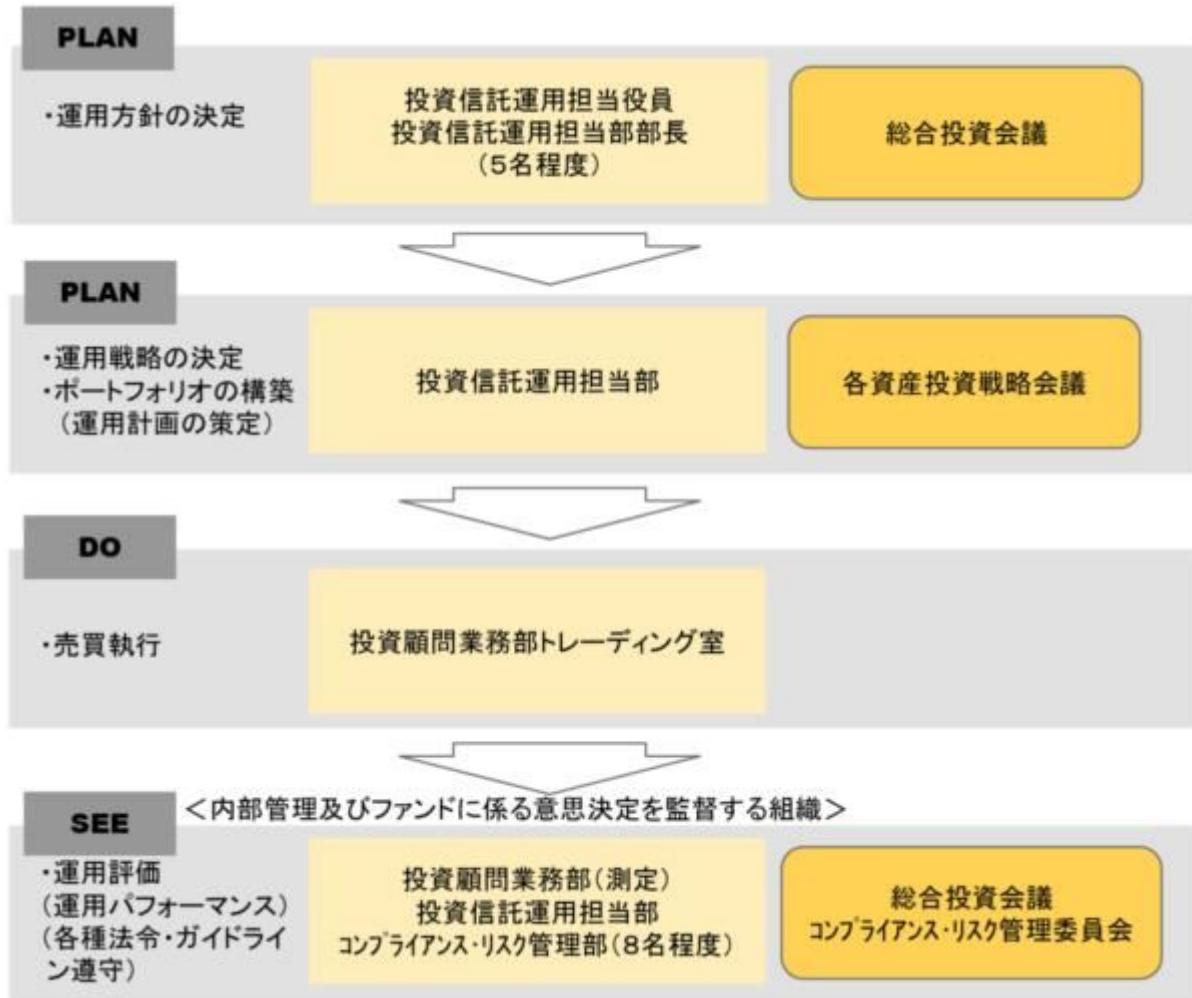 PLAN
・運用方針の決定
投資信託運用担当役員
投資信託運用担当部部長
(5名程度)
総合投資会議
PLAN
・運用戦略の決定
・ポートフォリオの構築
(運用計画の策定)
投資信託運用担当部
各資産投資戦略会議
DO
・売買執行
投資顧問業務部トレーディング室
SEE
＜内部管理及びファンドに係る意思決定を監督する組織＞
・運用評価
(運用パフォーマンス)
(各種法令・ガイドライ
ン遵守)
投資顧問業務部(測定)
投資信託運用担当部
ｺﾝﾌﾟﾗｲｱﾝｽ･ﾘｽｸ管理部(8名程度)
総合投資会議
ｺﾝﾌﾟﾗｲｱﾝｽ･ﾘｽｸ管理委員会